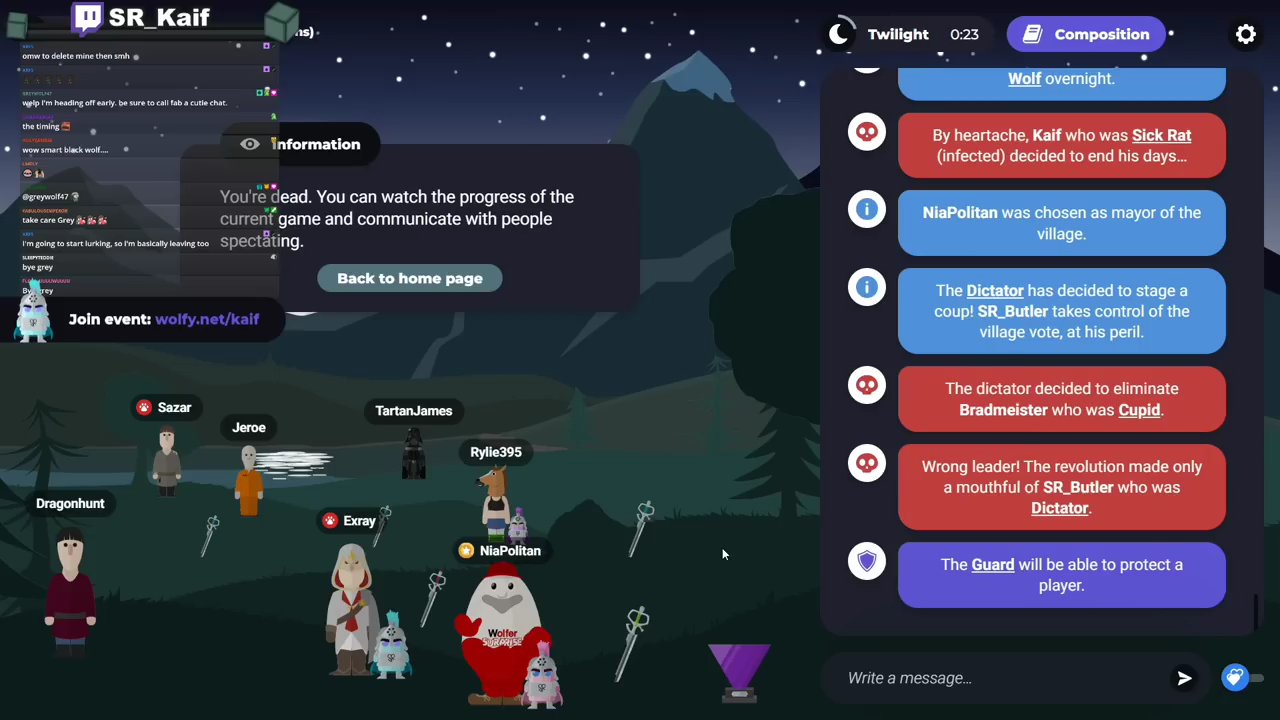 SR_Kaif
omw to delete mine then smh
welp I'm heading off early. be sure to call fab a cutie chat.
the timing
wow smart black wolf....
@greywolf47
take care Grey
I'm going to start lurking, so I'm basically leaving too
bye grey
Join event: wolfy.net/kaif
Information
You're dead. You can watch the progress of the
current game and communicate with people
spectating.
Back to home page
Twilight 0:23
Composition
Wolf overnight.
By heartache, Kaif who was Sick Rat
(infected) decided to end his days...
NiaPolitan was chosen as mayor of the
village.
The Dictator has decided to stage a
coup! SR_Butler takes control of the
village vote, at his peril.
The dictator decided to eliminate
Bradmeister who was Cupid.
Wrong leader! The revolution made only
a mouthful of SR_Butler who was
Dictator.
The Guard will be able to protect a
player.
Write a message...
Sazar
Jeroe
TartanJames
Rylie395
Dragonhunt
Exray
NiaPolitan
Wolfer
SURPRISE